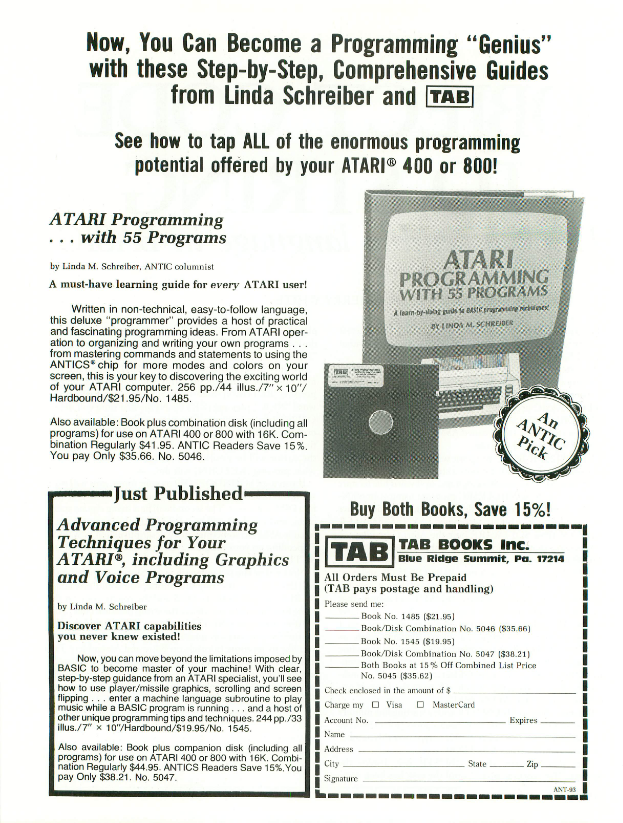 Now, You Can Become a Programming “Genius”
with these Step-by-Step, Comprehensive Guides
from Linda Schreiber and TAB
See how to tap ALL of the enormous programming
potential offered by your ATARI® 400 or 800!
ATARI Programming
. . . with 55 Programs
by Linda M. Schreiber, ANTIC columnist
A must-have learning guide for every ATARI user!
Written in non-technical, easy-to-follow language,
this deluxe “programmer” provides a host of practical
and fascinating programming ideas. From ATARI oper-
ation to organizing and writing your own programs . . .
from mastering commands and statements to using the
ANTICS* chip for more modes and colors on your
screen, this is your key to discovering the exciting world
of your ATARI computer. 256 pp./44 illus./7" × 10"/
Hardbound/$21.95/No. 1485.
Also available: Book plus combination disk (including all
programs) for use on ATARI 400 or 800 with 16K. Com-
bination Regularly $41.95. ANTIC Readers Save 15%.
You pay Only $35.66. No. 5046.
ATARI
PROGRAMMING
WITH 55 PROGRAMS
A learn-by-doing guide to BASIC programming techniques!
BY LINDA M. SCHREIBER
An
ANTIC
Pick
Just Published
Advanced Programming
Techniques for Your
ATARI®, including Graphics
and Voice Programs
by Linda M. Schreiber
Discover ATARI capabilities
you never knew existed!
Now, you can move beyond the limitations imposed by
BASIC to become master of your machine! With clear,
step-by-step guidance from an ATARI specialist, you'll see
how to use player/missile graphics, scrolling and screen
flipping . . . enter a machine language subroutine to play
music while a BASIC program is running . . . and a host of
other unique programming tips and techniques. 244 pp./33
illus./7" × 10"/Hardbound/$19.95/No. 1545.
Also available: Book plus companion disk (including all
programs) for use on ATARI 400 or 800 with 16K. Combi-
nation Regularly $44.95. ANTICS Readers Save 15%.You
pay Only $38.21. No. 5047.
Buy Both Books, Save 15%!
TAB TAB BOOKS Inc.
Blue Ridge Summit, Pa. 17214
All Orders Must Be Prepaid
(TAB pays postage and handling)
Please send me:
Book No. 1485 ($21.95)
Book/Disk Combination No. 5046 ($35.66)
Book No. 1545 ($19.95)
Book/Disk Combination No. 5047 ($38.21)
Both Books at 15% Off Combined List Price
No. 5045 ($35.62)
Check enclosed in the amount of $
Charge my □ Visa □ MasterCard
Account No. Expires
Name
Address
City State Zip
Signature
ANT-93